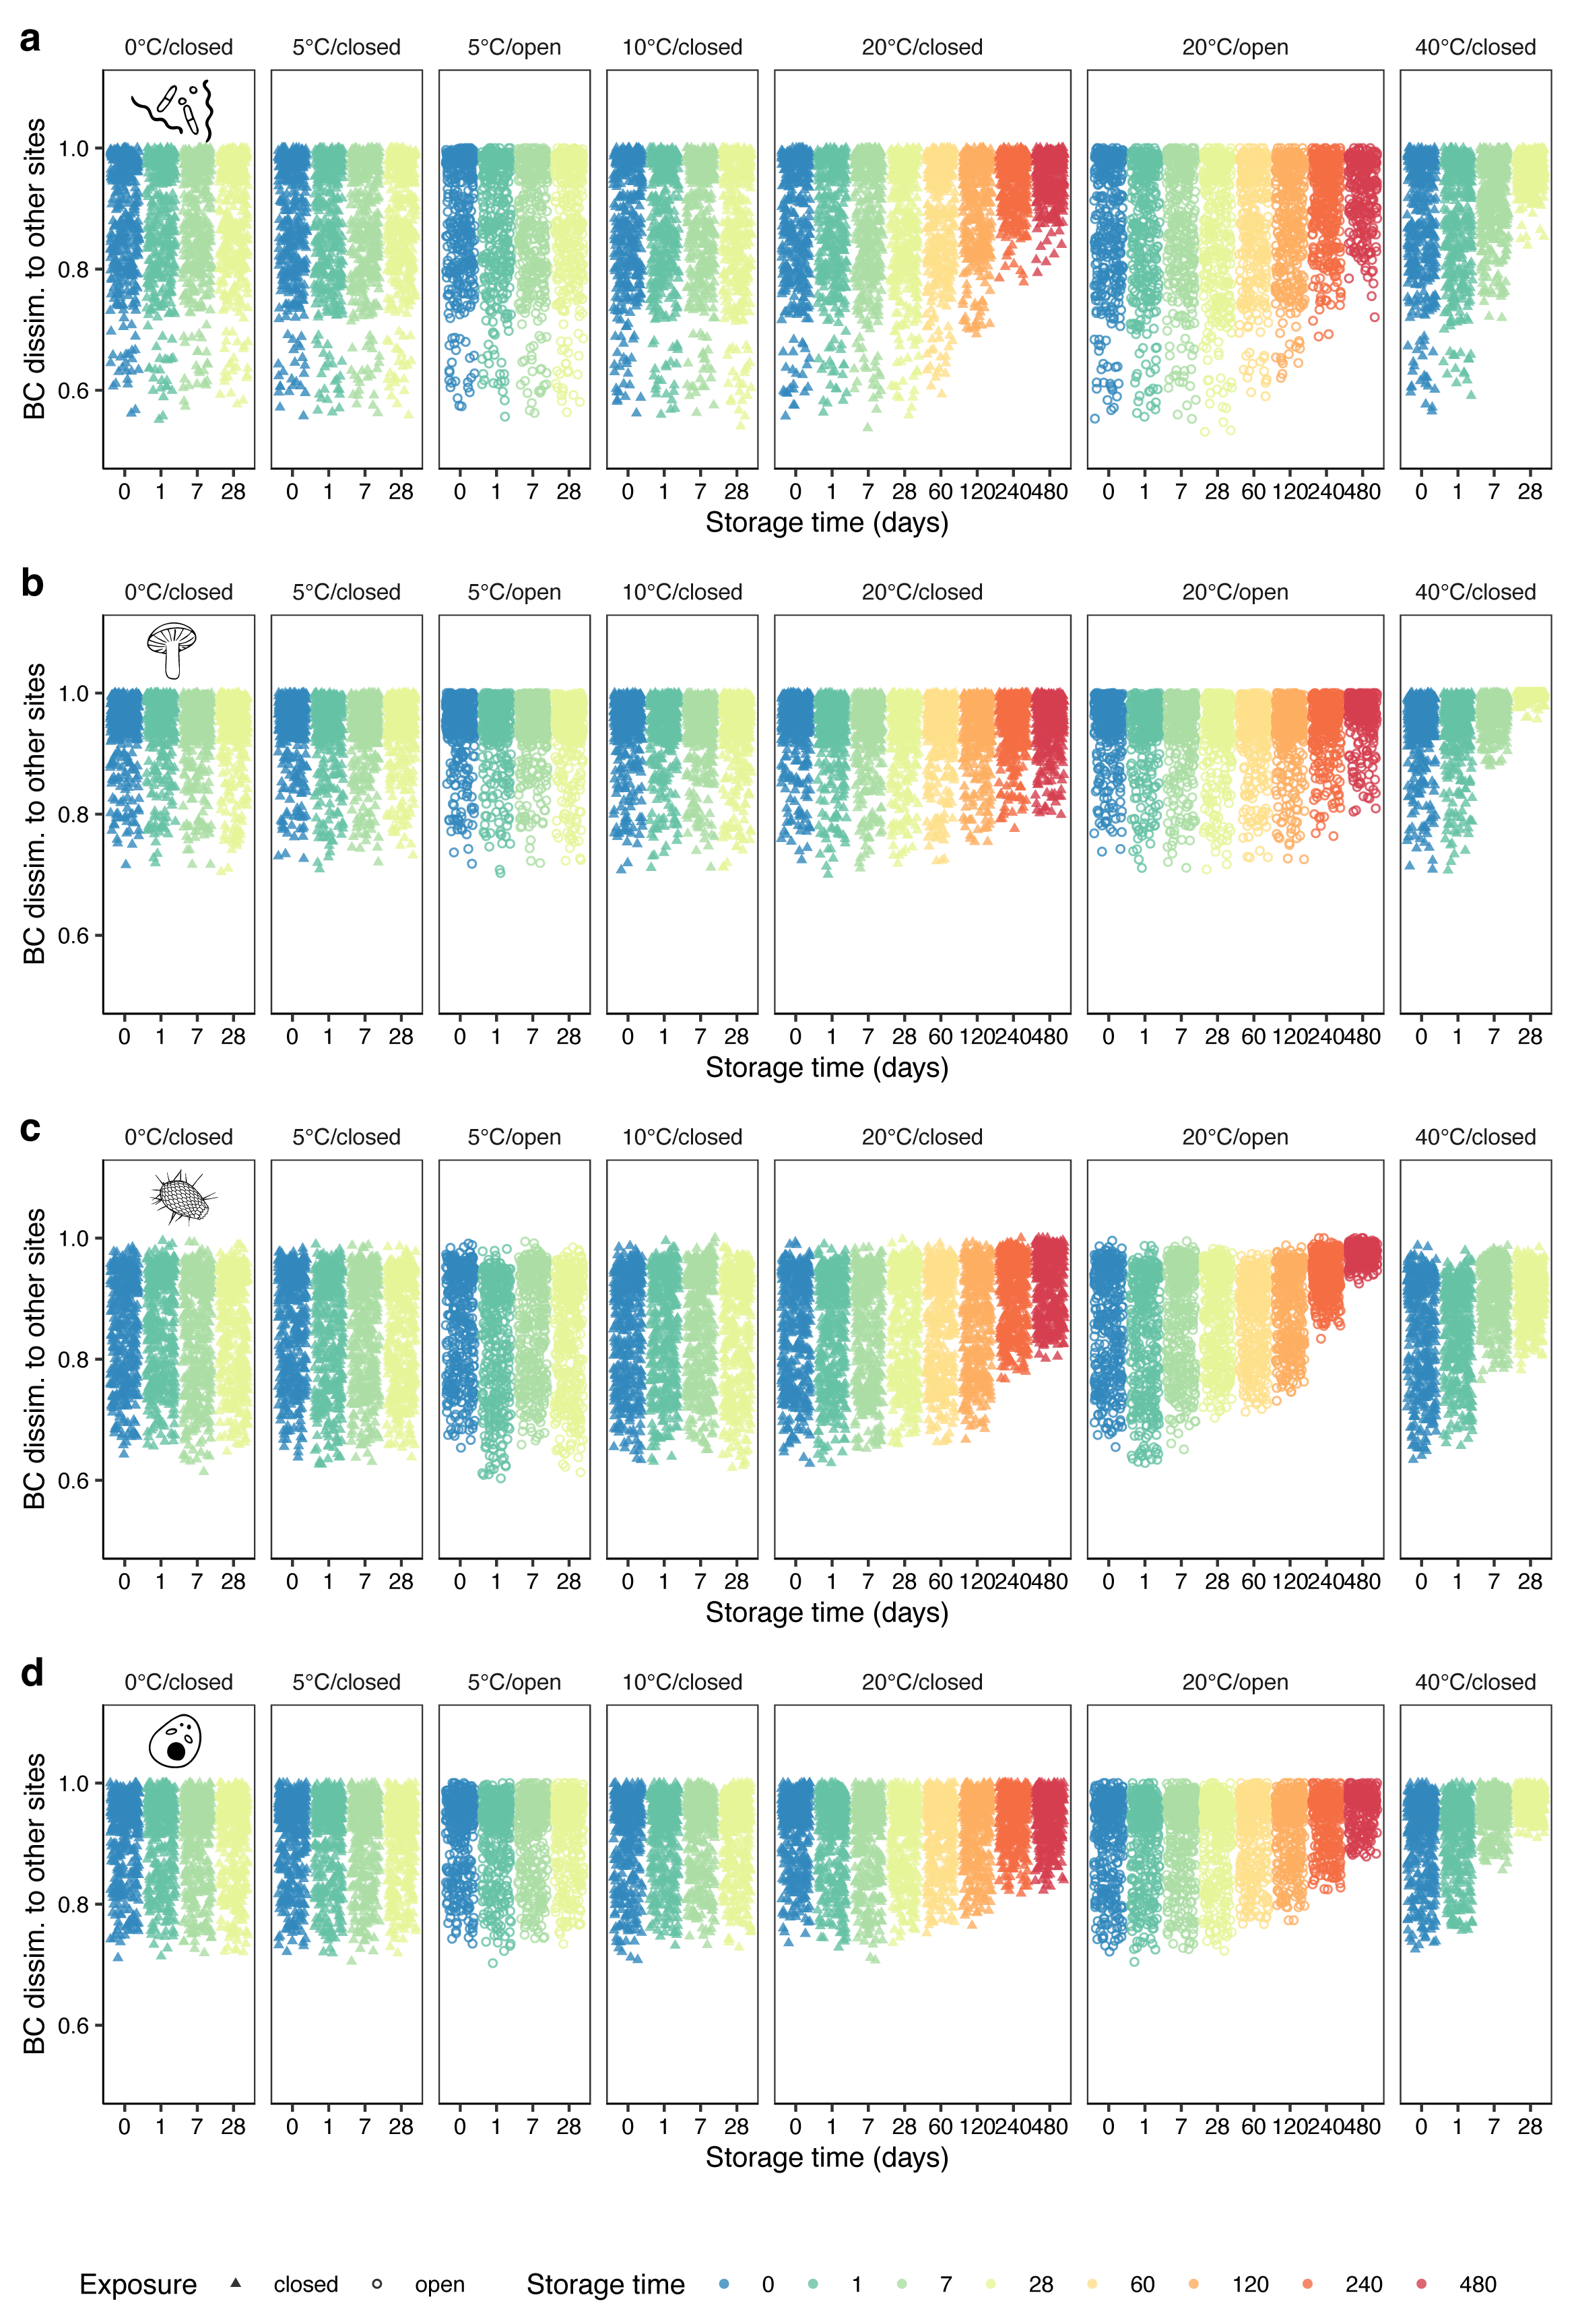 a
0°C/closed 5°C/closed 5°C/open 10°C/closed 20°C/closed 20°C/open 40°C/closed
BC dissim. to other sites
1.0
0.8
0.6
0 1 7 28 0 1 7 28 0 1 7 28 0 1 7 28 0 1 7 28 60 120 240 480 0 1 7 28 60 120 240 480 0 1 7 28
Storage time (days)
b
0°C/closed 5°C/closed 5°C/open 10°C/closed 20°C/closed 20°C/open 40°C/closed
BC dissim. to other sites
1.0
0.8
0.6
0 1 7 28 0 1 7 28 0 1 7 28 0 1 7 28 0 1 7 28 60 120 240 480 0 1 7 28 60 120 240 480 0 1 7 28
Storage time (days)
c
0°C/closed 5°C/closed 5°C/open 10°C/closed 20°C/closed 20°C/open 40°C/closed
BC dissim. to other sites
1.0
0.8
0.6
0 1 7 28 0 1 7 28 0 1 7 28 0 1 7 28 0 1 7 28 60 120 240 480 0 1 7 28 60 120 240 480 0 1 7 28
Storage time (days)
d
0°C/closed 5°C/closed 5°C/open 10°C/closed 20°C/closed 20°C/open 40°C/closed
BC dissim. to other sites
1.0
0.8
0.6
0 1 7 28 0 1 7 28 0 1 7 28 0 1 7 28 0 1 7 28 60 120 240 480 0 1 7 28 60 120 240 480 0 1 7 28
Storage time (days)
Exposure closed open Storage time 0 1 7 28 60 120 240 480